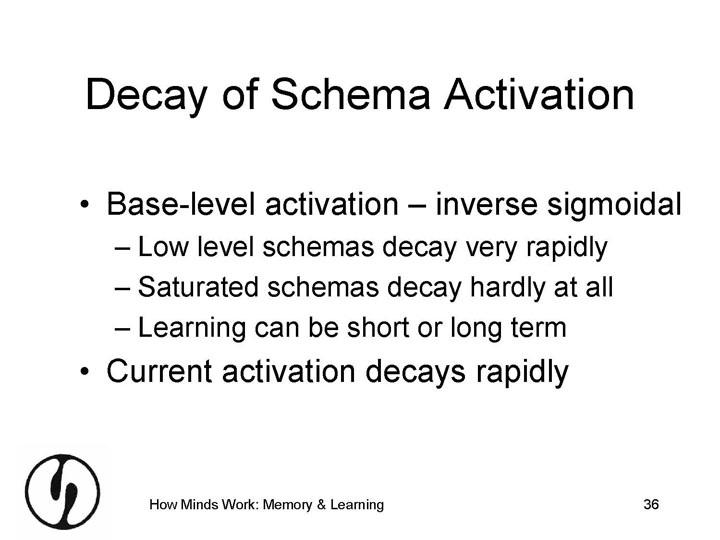 Decay of Schema Activation
• Base-level activation – inverse sigmoidal
– Low level schemas decay very rapidly
– Saturated schemas decay hardly at all
– Learning can be short or long term
• Current activation decays rapidly
How Minds Work: Memory & Learning 36